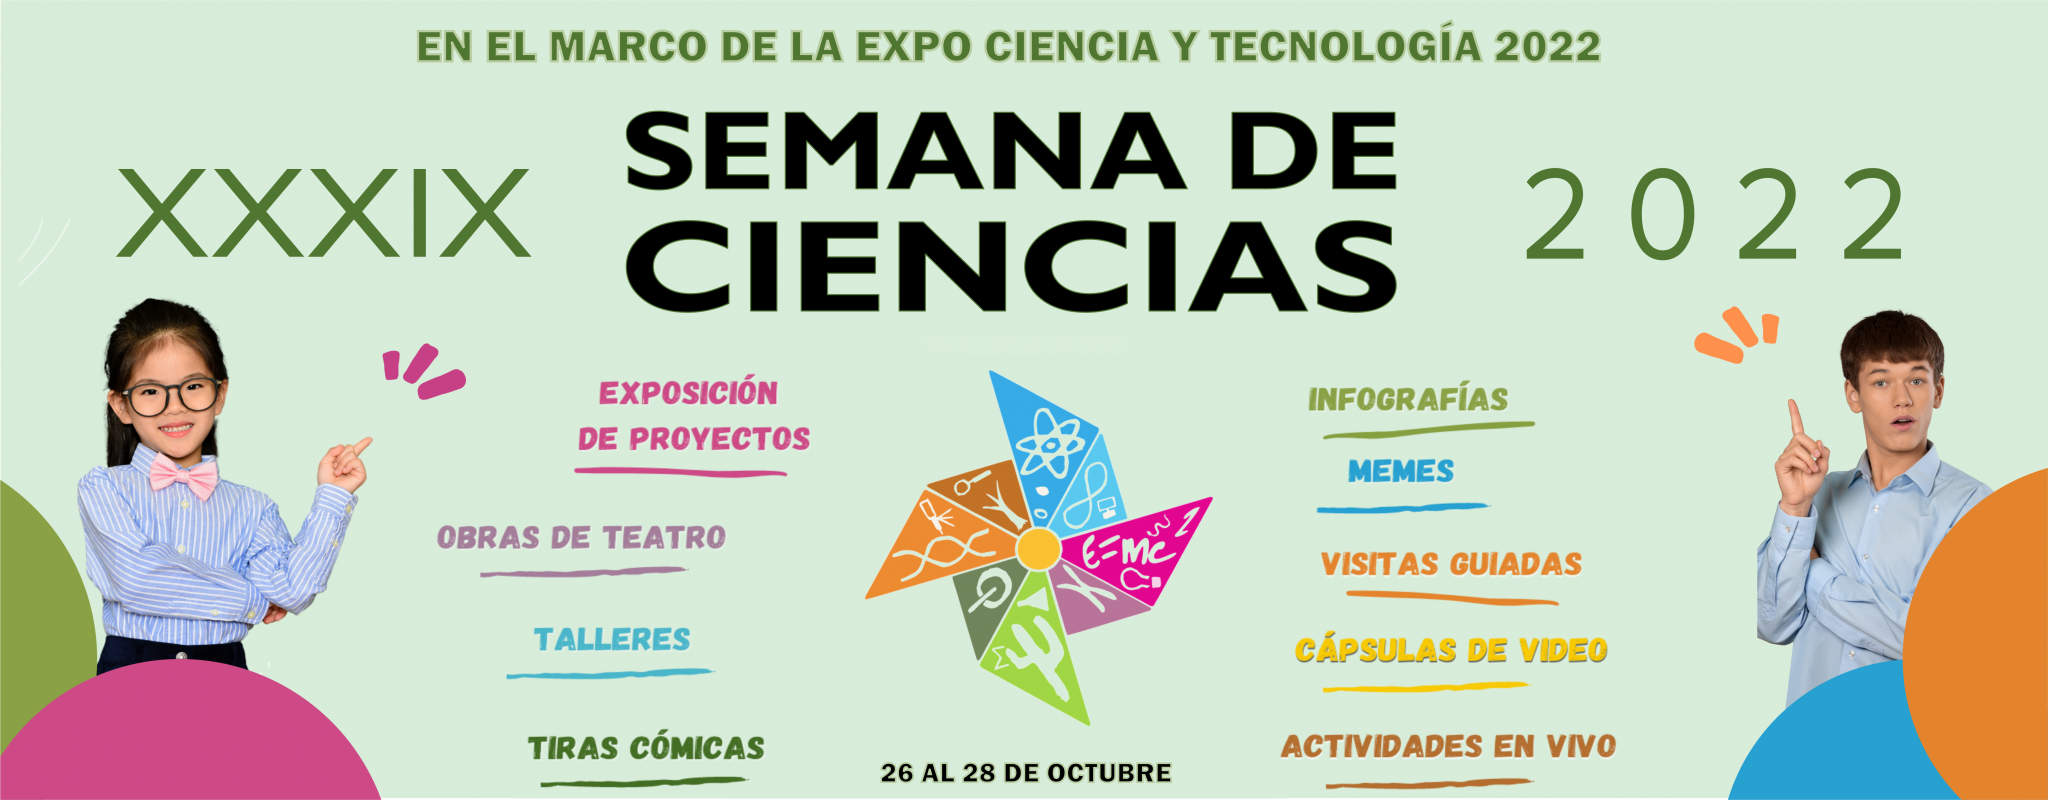 EN EL MARCO DE LA EXPO CIENCIA Y TECNOLOGÍA 2022
XXXIX
SEMANA DE
CIENCIAS
2022
EXPOSICIÓN
DE PROYECTOS
OBRAS DE TEATRO
TALLERES
TIRAS CÓMICAS
E=mc2
Σ
26 AL 28 DE OCTUBRE
INFOGRAFÍAS
MEMES
VISITAS GUIADAS
CÁPSULAS DE VIDEO
ACTIVIDADES EN VIVO